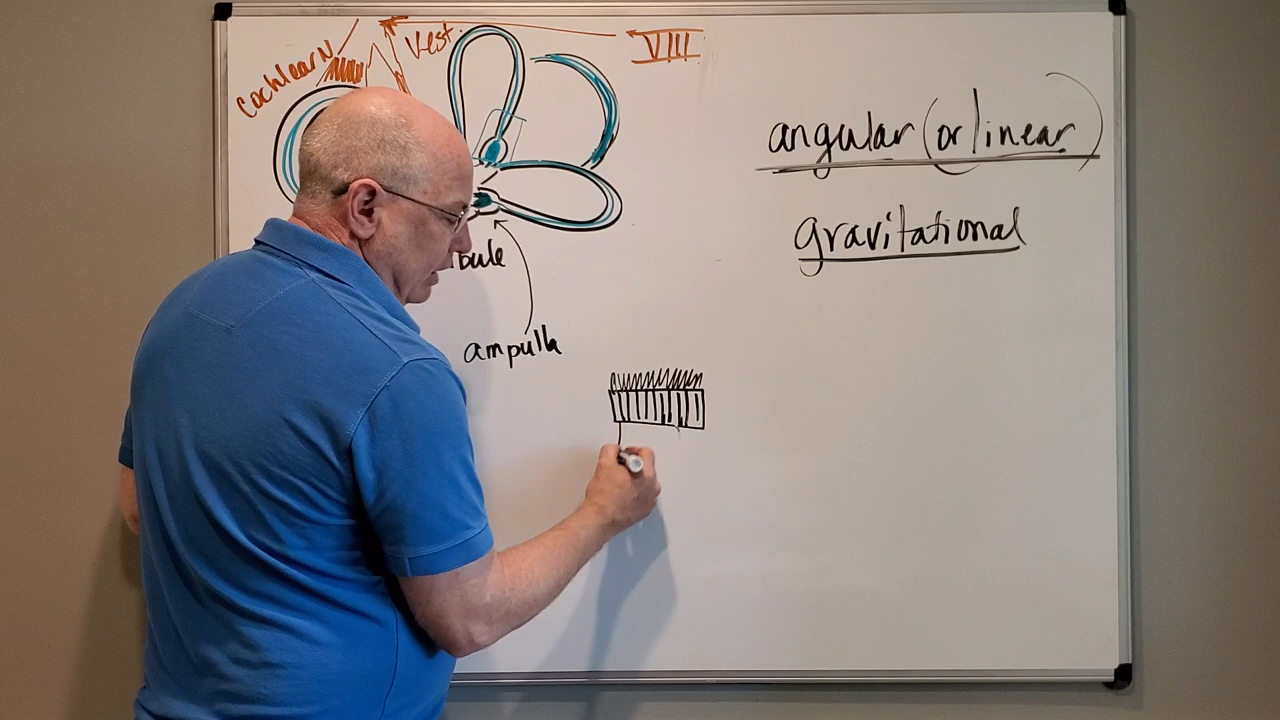 Cochlear N
Vest.
VIII
angular (or linear)
gravitational
bule
ampulla